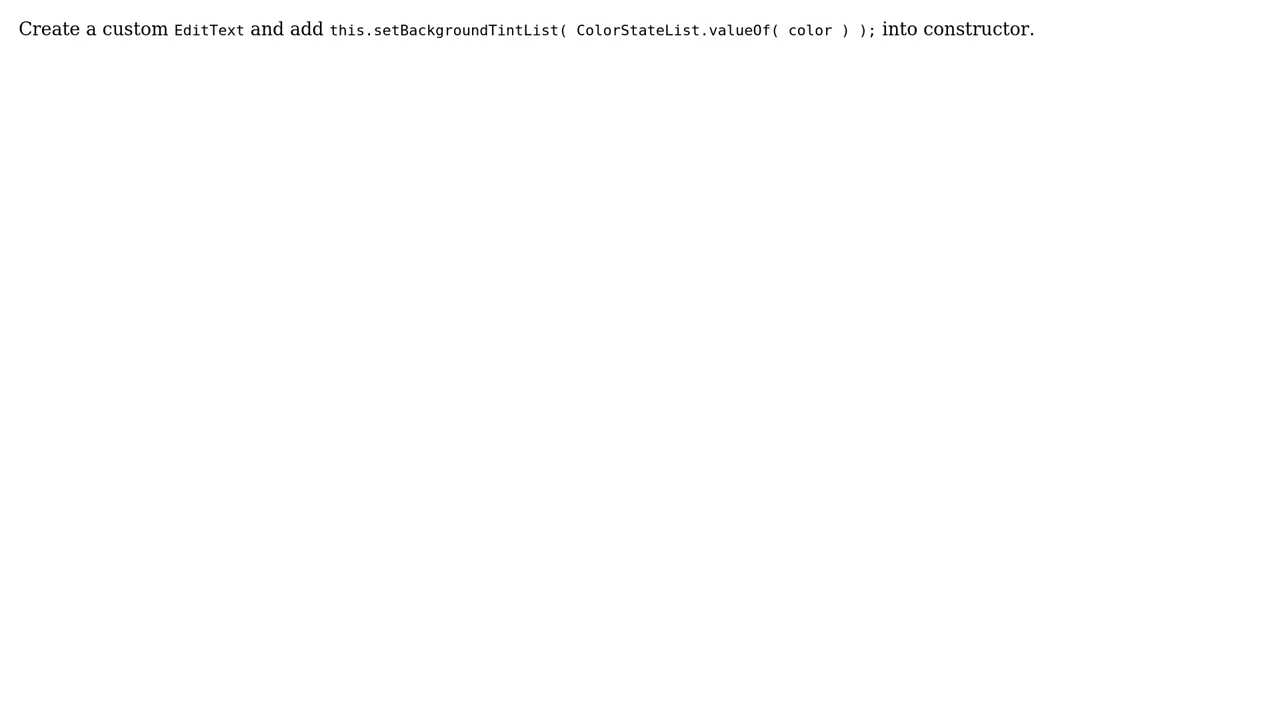 Create a custom EditText and add this.setBackgroundTintList( ColorStateList.valueOf( color ) ); into constructor.